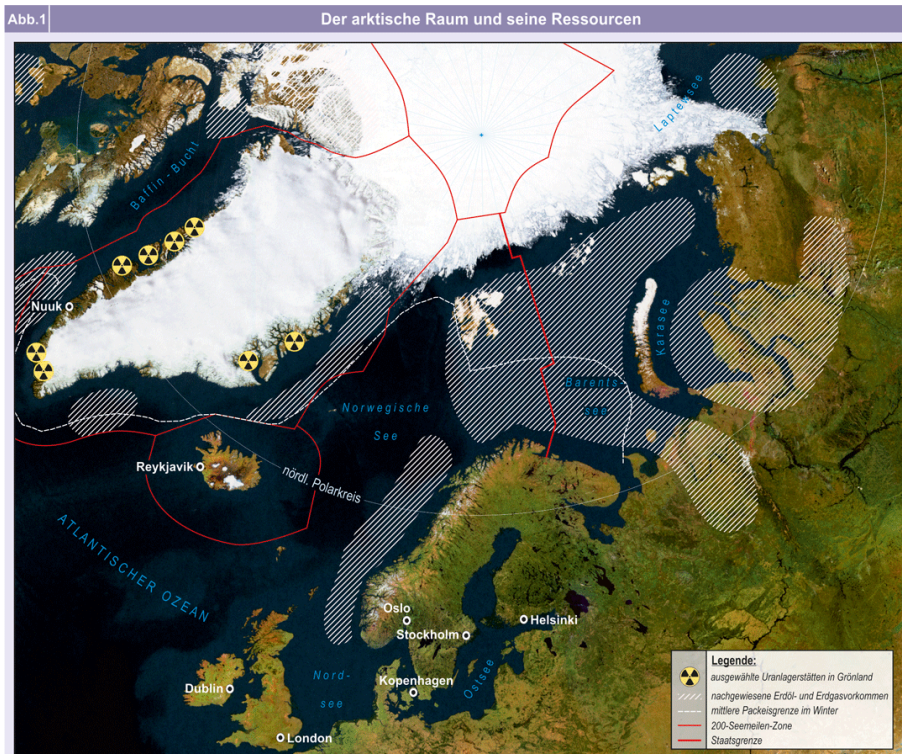 Abb.1
Der arktische Raum und seine Ressourcen
Laptewsee
Baffin - Bucht
Nuuk
Karasee
Barents-
see
Norwegische
See
Reykjavik
nördl. Polarkreis
ATLANTISCHER OZEAN
Oslo
Stockholm
Helsinki
Nord-
see
Kopenhagen
Ostsee
Dublin
London
Legende:
ausgewählte Uranlagerstätten in Grönland
nachgewiesene Erdöl- und Erdgasvorkommen
mittlere Packeisgrenze im Winter
200-Seemeilen-Zone
Staatsgrenze